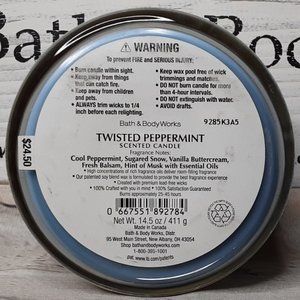 Bath & Bo
WARNING
To prevent FIRE and SERIOUS INJURY:
• Burn candle within sight.
• Keep away from things that can catch fire.
• Keep away from children and pets.
• ALWAYS trim wicks to 1/4 inch before each relighting.
• Keep wax pool free of wick trimmings and matches.
• DO NOT burn candle for more than 4-hour intervals.
• DO NOT extinguish with water.
• AVOID drafts.
Bath & Body Works
9285K3A5
TWISTED PEPPERMINT
SCENTED CANDLE
Fragrance Notes:
Cool Peppermint, Sugared Snow, Vanilla Buttercream,
Fresh Balsam, Hint of Musk with Essential Oils
• High concentrations of rich fragrance oils deliver room-filling fragrance
• Our patented soy blend is formulated to provide the best fragrance experience
• Created with premium lead-free wicks
• 100% Crafted with you in mind • 100% Satisfaction Guaranteed
Burns approximately 25-45 hours
$24.50
0 667551 892784
Net Wt. 14.5 oz / 411 g
Made in Canada
Bath & Body Works, Distr.
95 West Main Street, New Albany, OH 43054
Shop bathandbodyworks.com
1-800-395-1001
pat. www.lb.com/patents